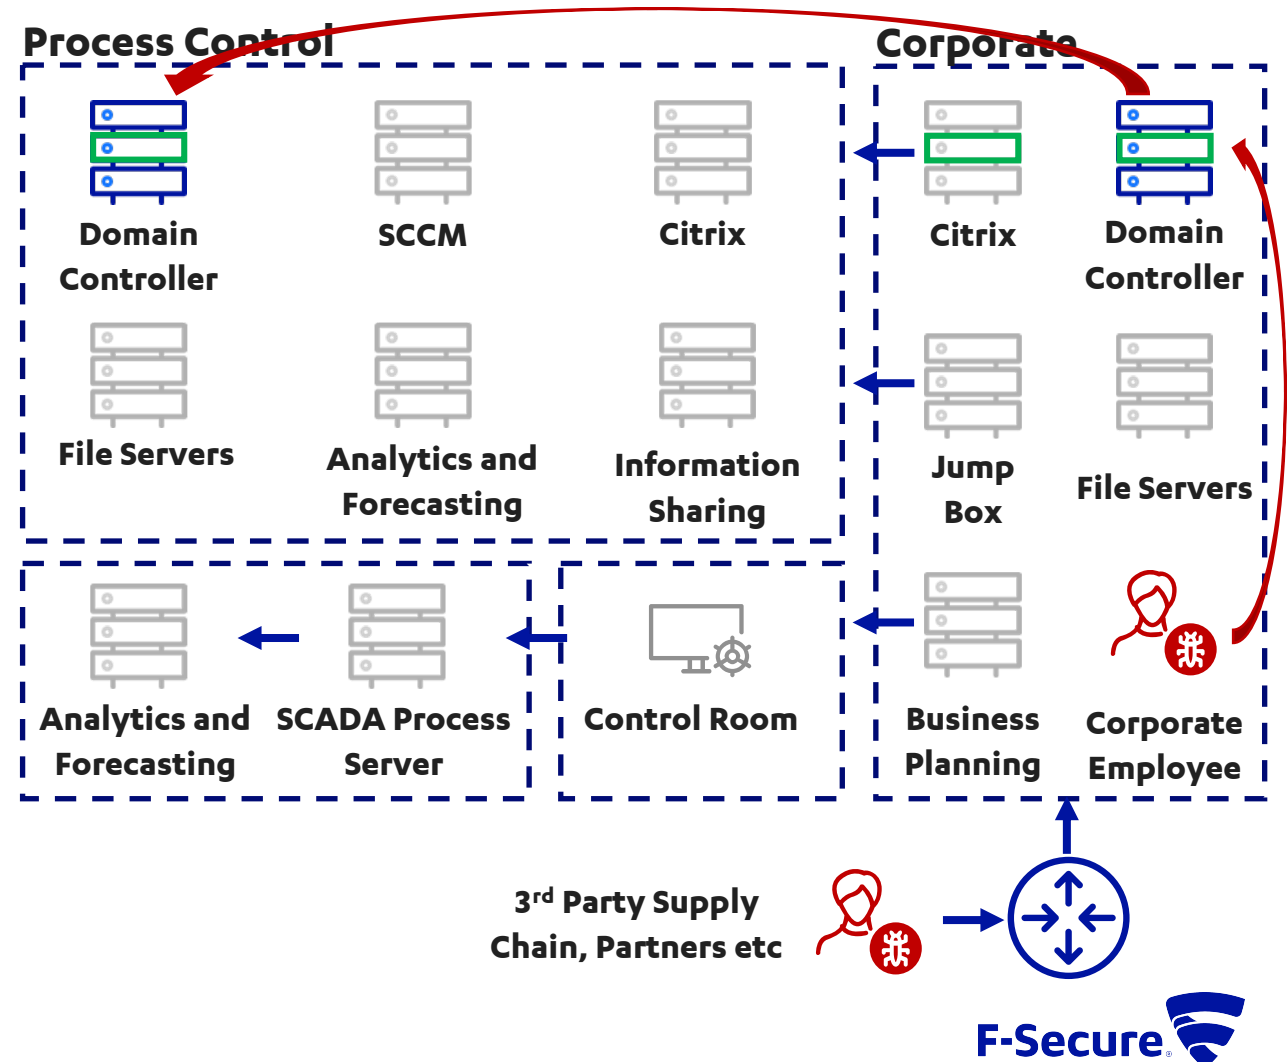 Process Control
Corporate
Domain
Controller
SCCM
Citrix
Citrix
Domain
Controller
File Servers
Analytics and
Forecasting
Information
Sharing
Jump
Box
File Servers
Analytics and
Forecasting
SCADA Process
Server
Control Room
Business
Planning
Corporate
Employee
3rd Party Supply
Chain, Partners etc
F-Secure®